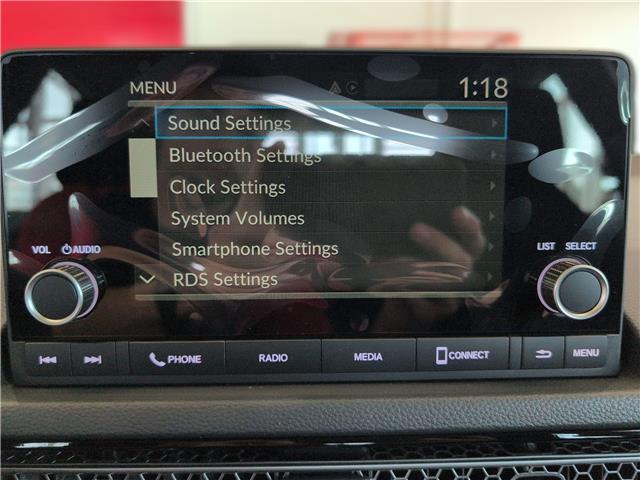 MENU 1:18
Sound Settings
Bluetooth Settings
Clock Settings
System Volumes
Smartphone Settings
RDS Settings
VOL AUDIO LIST SELECT
PHONE RADIO MEDIA CONNECT MENU